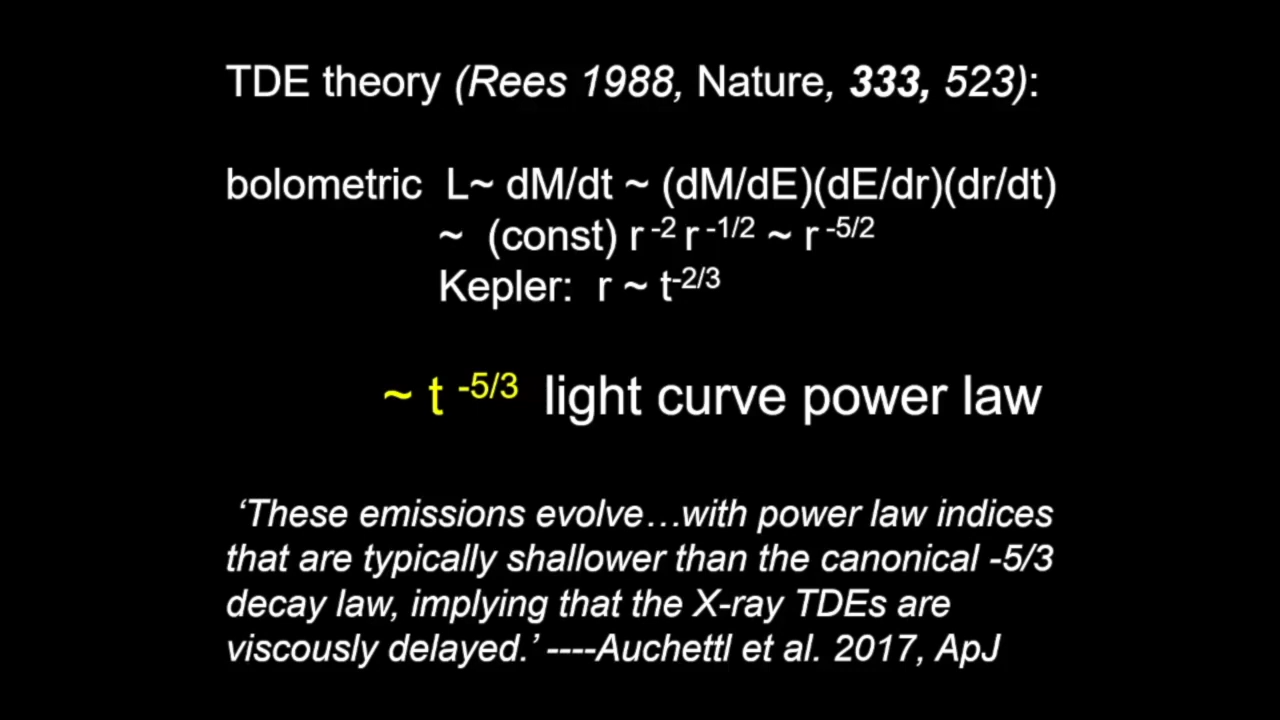 TDE theory (Rees 1988, Nature, 333, 523):
bolometric L~ dM/dt ~ (dM/dE)(dE/dr)(dr/dt)
~ (const) r⁻² r⁻¹/² ~ r⁻⁵/²
Kepler: r ~ t⁻²/³
~ t ⁻⁵/³ light curve power law
‘These emissions evolve…with power law indices
that are typically shallower than the canonical -5/3
decay law, implying that the X-ray TDEs are
viscously delayed.’ ----Auchettl et al. 2017, ApJ